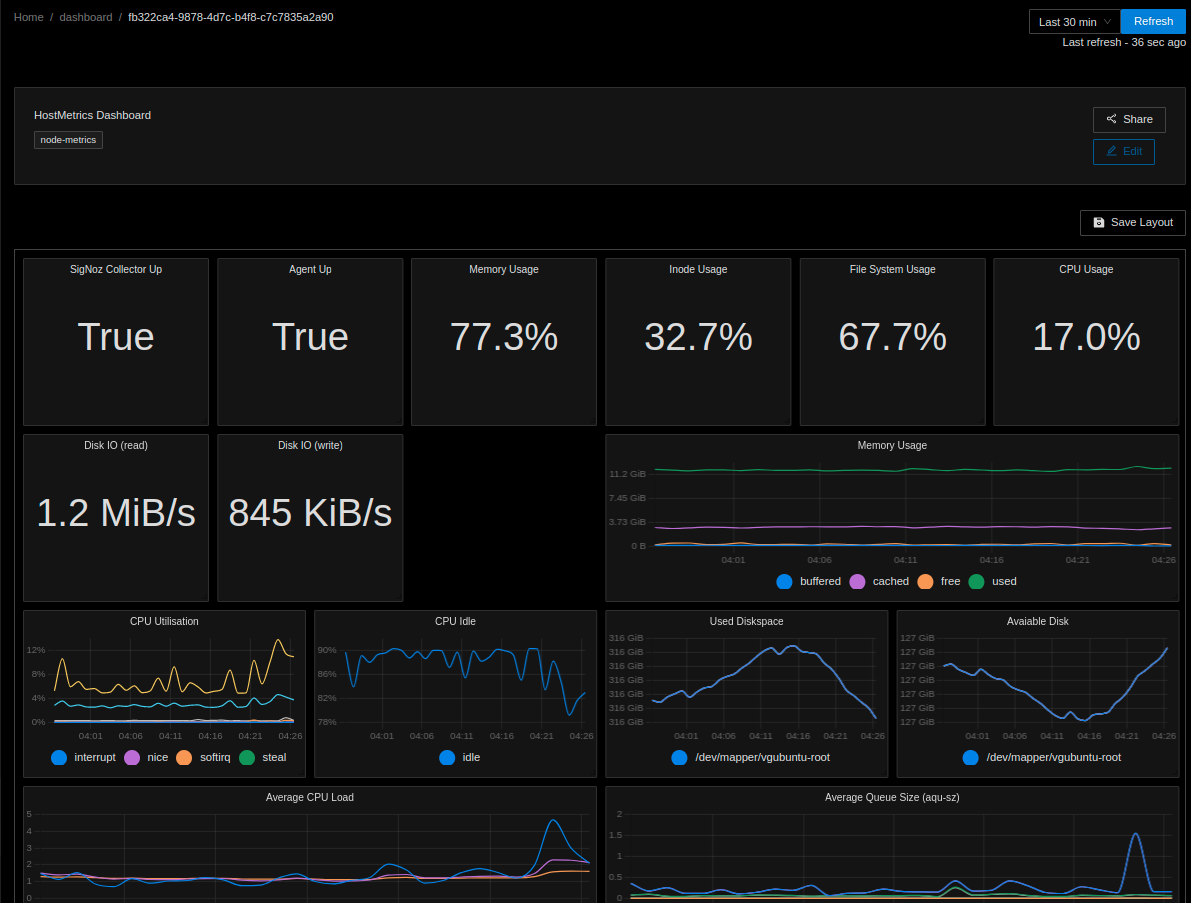 Home / dashboard / fb322ca4-9878-4d7c-b4f8-c7c7835a2a90
Last 30 min
Refresh
Last refresh - 36 sec ago
HostMetrics Dashboard
node-metrics
Share
Edit
Save Layout
SigNoz Collector Up
True
Agent Up
True
Memory Usage
77.3%
Inode Usage
32.7%
File System Usage
67.7%
CPU Usage
17.0%
Disk IO (read)
1.2 MiB/s
Disk IO (write)
845 KiB/s
Memory Usage
11.2 GiB
7.45 GiB
3.73 GiB
0 B
04:01 04:06 04:11 04:16 04:21 04:26
buffered cached free used
CPU Utilisation
12%
8%
4%
0%
04:01 04:06 04:11 04:16 04:21 04:26
interrupt nice softirq steal
CPU Idle
90%
86%
82%
78%
04:01 04:06 04:11 04:16 04:21 04:26
idle
Used Diskspace
316 GiB
316 GiB
316 GiB
316 GiB
316 GiB
316 GiB
316 GiB
04:01 04:06 04:11 04:16 04:21 04:26
/dev/mapper/vgubuntu-root
Avaiable Disk
127 GiB
127 GiB
127 GiB
127 GiB
127 GiB
127 GiB
127 GiB
04:01 04:06 04:11 04:16 04:21 04:26
/dev/mapper/vgubuntu-root
Average CPU Load
5
4
3
2
1
0
Average Queue Size (aqu-sz)
2
1.5
1
0.5
0